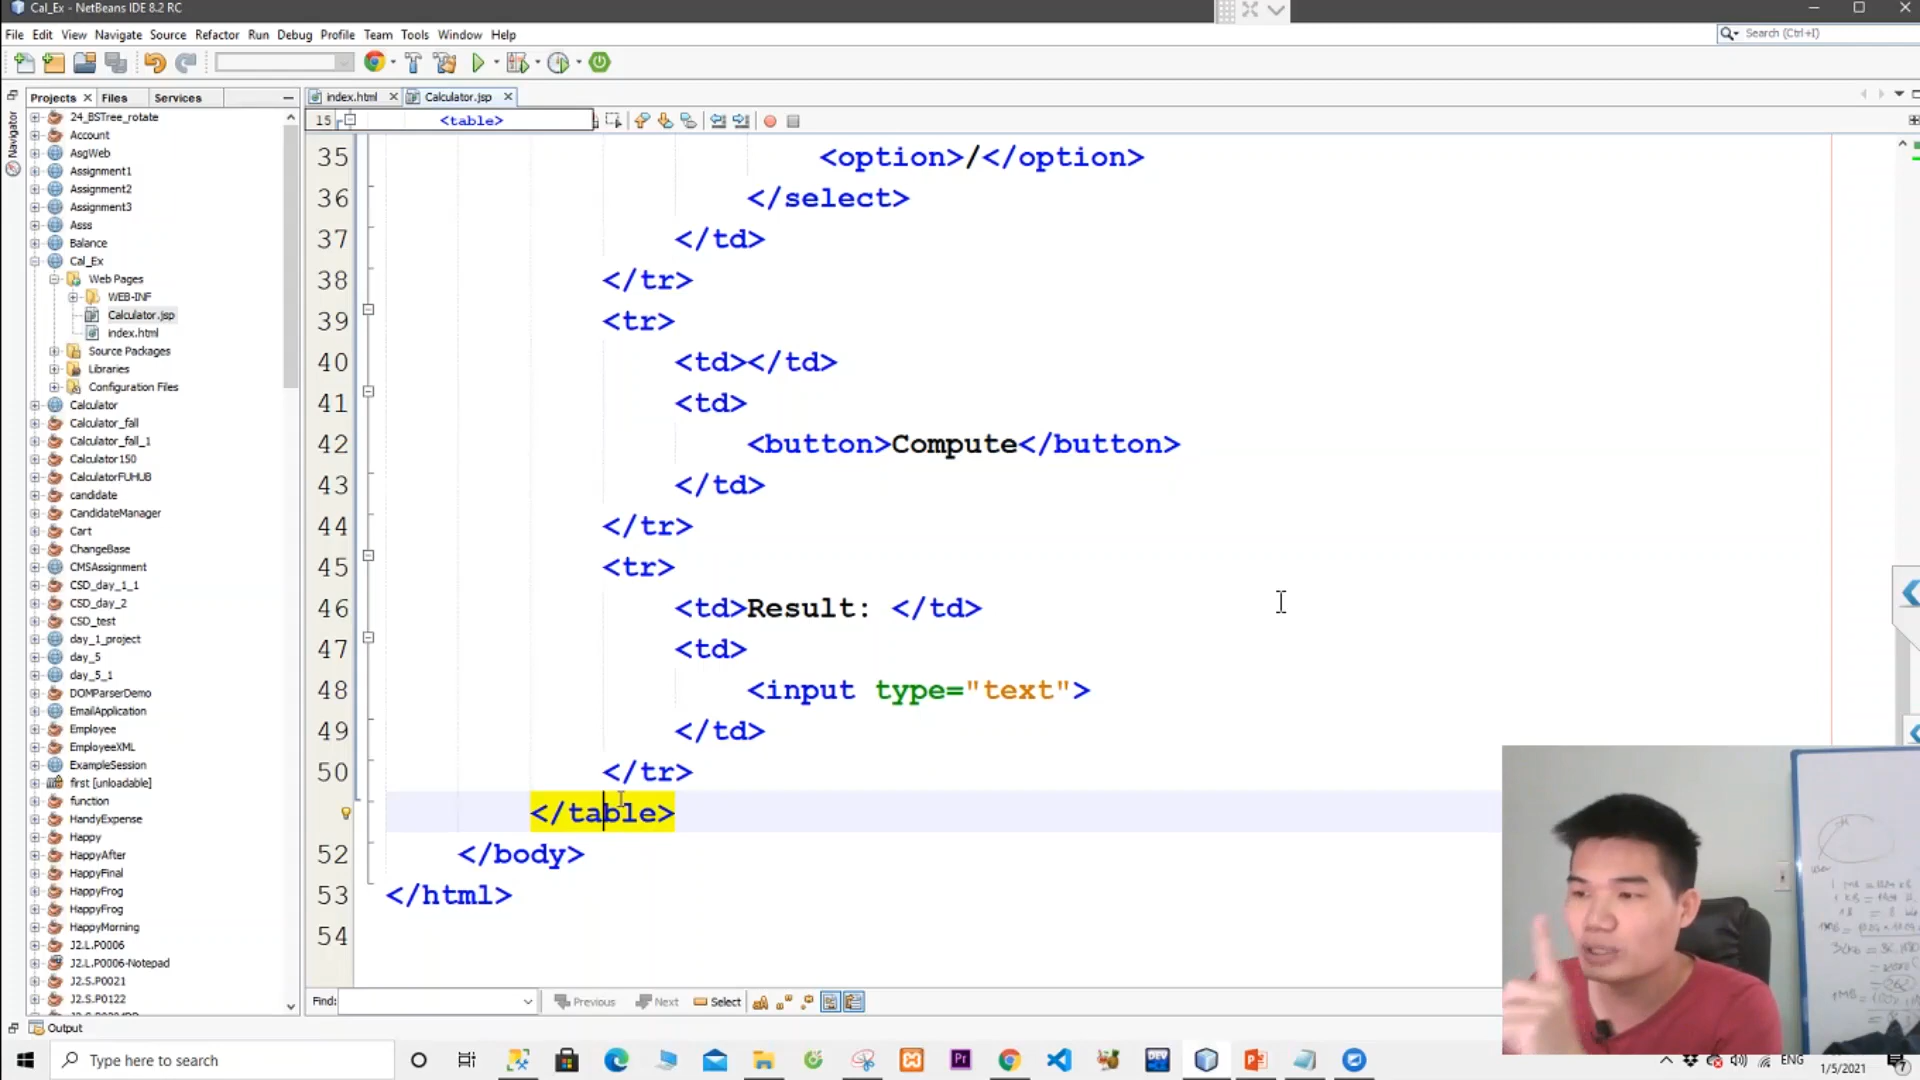 Cal_Ex - NetBeans IDE 8.2 RC
File Edit View Navigate Source Refactor Run Debug Profile Team Tools Window Help
Search (Ctrl+I)
Projects Files Services
index.html Calculator.jsp
Navigator
15 <table>
24_BSTree_rotate
Account
AsgWeb
Assignment1
Assignment2
Assignment3
Asss
Balance
Cal_Ex
Web Pages
WEB-INF
Calculator.jsp
index.html
Source Packages
Libraries
Configuration Files
Calculator
Calculator_fall
Calculator_fall_1
Calculator150
CalculatorFUHUB
candidate
CandidateManager
Cart
ChangeBase
CMSAssignment
CSD_day_1_1
CSD_day_2
CSD_test
day_1_project
day_5
day_5_1
DOMParserDemo
EmailApplication
Employee
EmployeeXML
ExampleSession
first [unloadable]
function
HandyExpense
Happy
HappyAfter
HappyFinal
HappyFrog
HappyFrog
HappyMorning
J2.L.P0006
J2.L.P0006-Notepad
J2.S.P0021
J2.S.P0122
35 <option>/</option>
36 </select>
37 </td>
38 </tr>
39 <tr>
40 <td></td>
41 <td>
42 <button>Compute</button>
43 </td>
44 </tr>
45 <tr>
46 <td>Result: </td>
47 <td>
48 <input type="text">
49 </td>
50 </tr>
</table>
52 </body>
53 </html>
54
Find: Previous Next Select
Output
Type here to search
Pr
DEV
ENG
1/5/2021
7